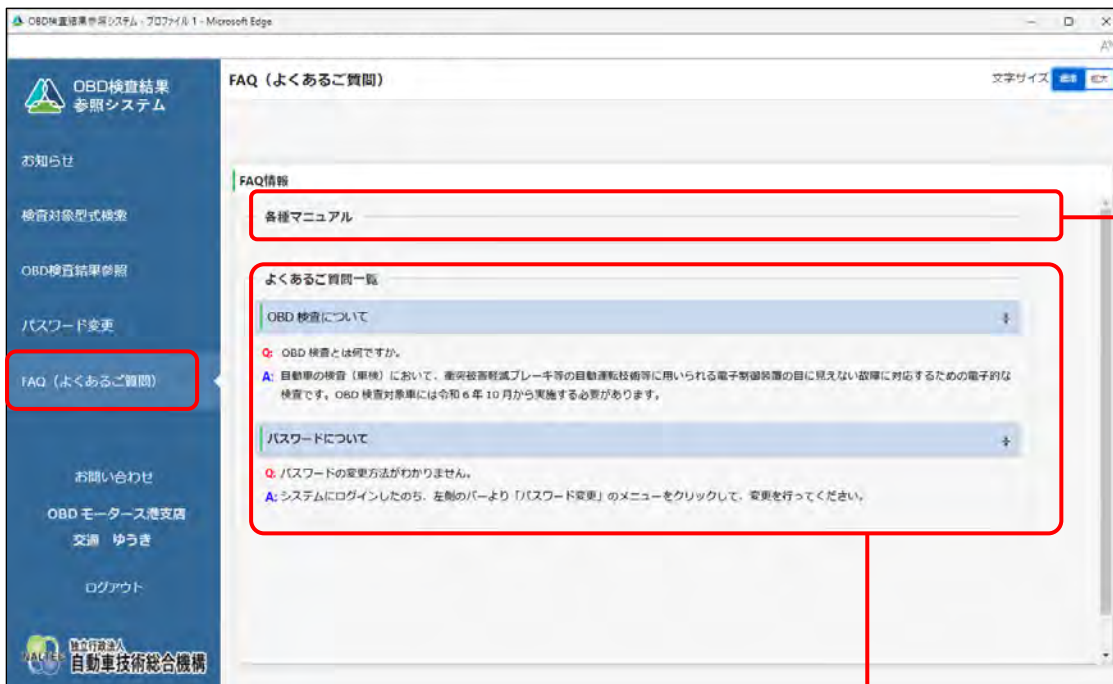 OBD検査結果参照システム - プロファイル 1 - Microsoft Edge
OBD検査結果
参照システム
FAQ（よくあるご質問）
文字サイズ 標準 拡大
お知らせ
検査対象型式検索
OBD検査結果参照
パスワード変更
FAQ（よくあるご質問）
お問い合わせ
OBD モータース港支店
交通 ゆうき
ログアウト
独立行政法人
自動車技術総合機構
FAQ情報
各種マニュアル
よくあるご質問一覧
OBD 検査について
Q: OBD 検査とは何ですか。
A: 自動車の検査（車検）において、衝突被害軽減ブレーキ等の自動運転技術等に用いられる電子制御装置の目に見えない故障に対応するための電子的な
検査です。OBD 検査対象車には令和 6 年 10 月から実施する必要があります。
パスワードについて
Q: パスワードの変更方法がわかりません。
A: システムにログインしたのち、左側のバーより「パスワード変更」のメニューをクリックして、変更を行ってください。